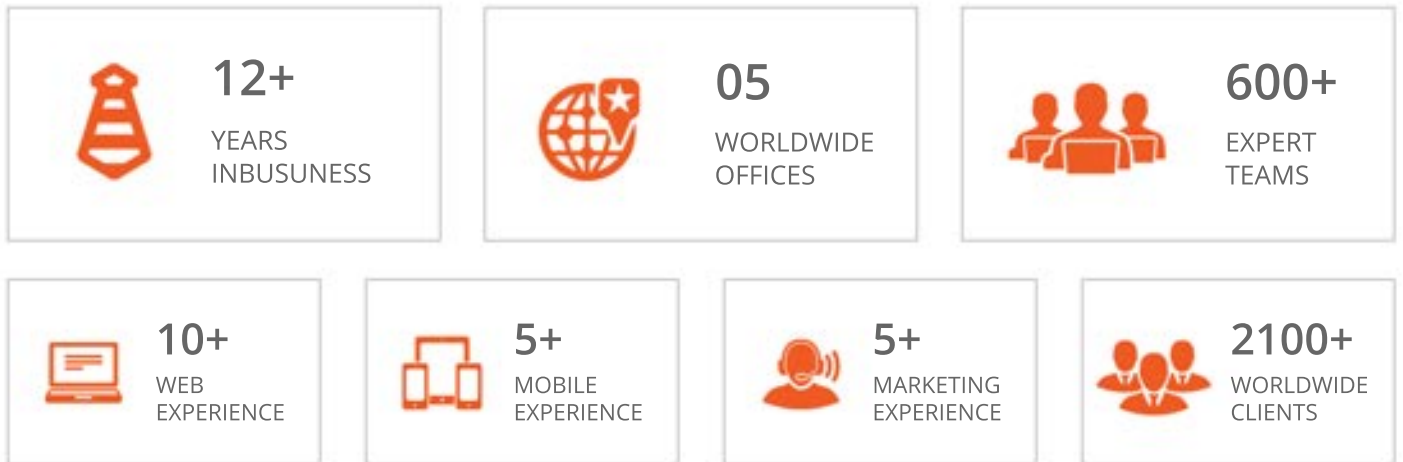 12+
YEARS
INBUSUNESS
05
WORLDWIDE
OFFICES
600+
EXPERT
TEAMS
10+
WEB
EXPERIENCE
5+
MOBILE
EXPERIENCE
5+
MARKETING
EXPERIENCE
2100+
WORLDWIDE
CLIENTS